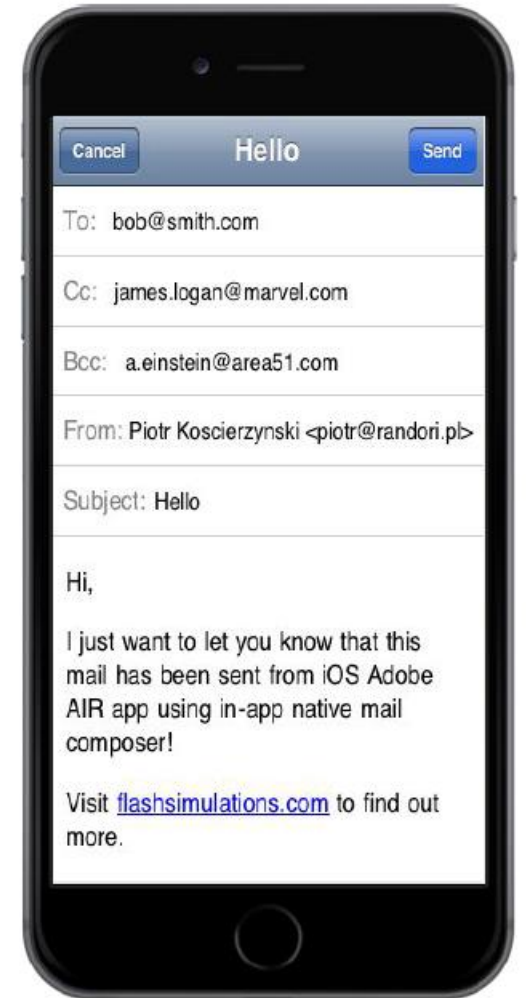 Cancel Hello Send
To: bob@smith.com
Cc: james.logan@marvel.com
Bcc: a.einstein@area51.com
From: Piotr Koscierzynski <piotr@randori.pl>
Subject: Hello
Hi,
I just want to let you know that this
mail has been sent from iOS Adobe
AIR app using in-app native mail
composer!
Visit flashsimulations.com to find out
more.